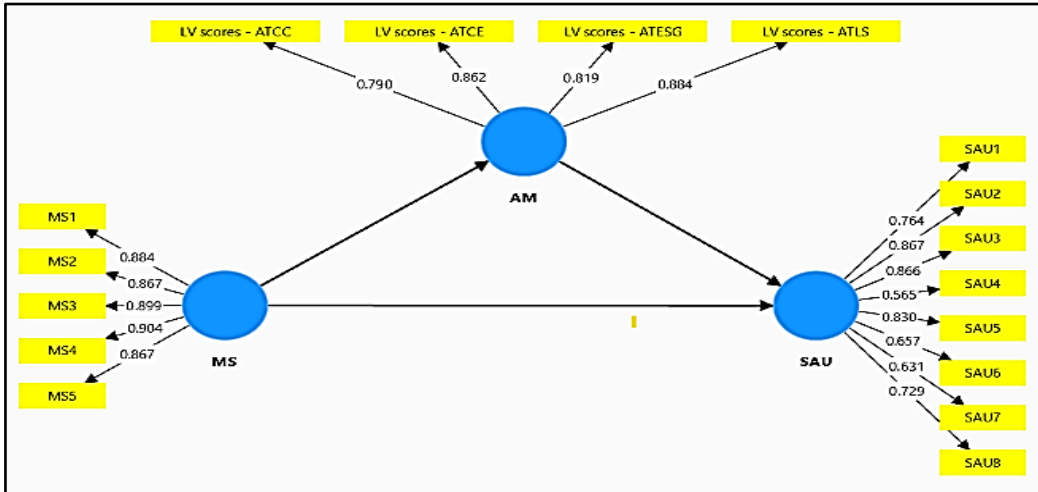 LV scores - ATCC
LV scores - ATCE
LV scores - ATESG
LV scores - ATLS
0.790
0.862
0.819
0.884
AM
MS1
MS2
MS3
MS4
MS5
0.884
0.867
0.899
0.904
0.867
MS
SAU
SAU1
SAU2
SAU3
SAU4
SAU5
SAU6
SAU7
SAU8
0.764
0.867
0.866
0.565
0.830
0.657
0.631
0.729